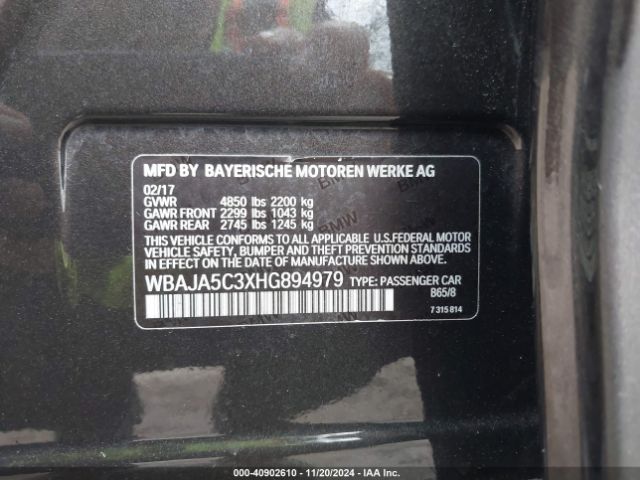 MFD BY BAYERISCHE MOTOREN WERKE AG
02/17
GVWR 4850 lbs 2200 kg
GAWR FRONT 2299 lbs 1043 kg
GAWR REAR 2745 lbs 1245 kg
THIS VEHICLE CONFORMS TO ALL APPLICABLE U.S.FEDERAL MOTOR
VEHICLE SAFETY, BUMPER AND THEFT PREVENTION STANDARDS
IN EFFECT ON THE DATE OF MANUFACTURE SHOWN ABOVE.
WBAJA5C3XHG894979 TYPE: PASSENGER CAR
B65/8
7 315 814
BMW
000-40902610 - 11/20/2024 - IAA Inc.